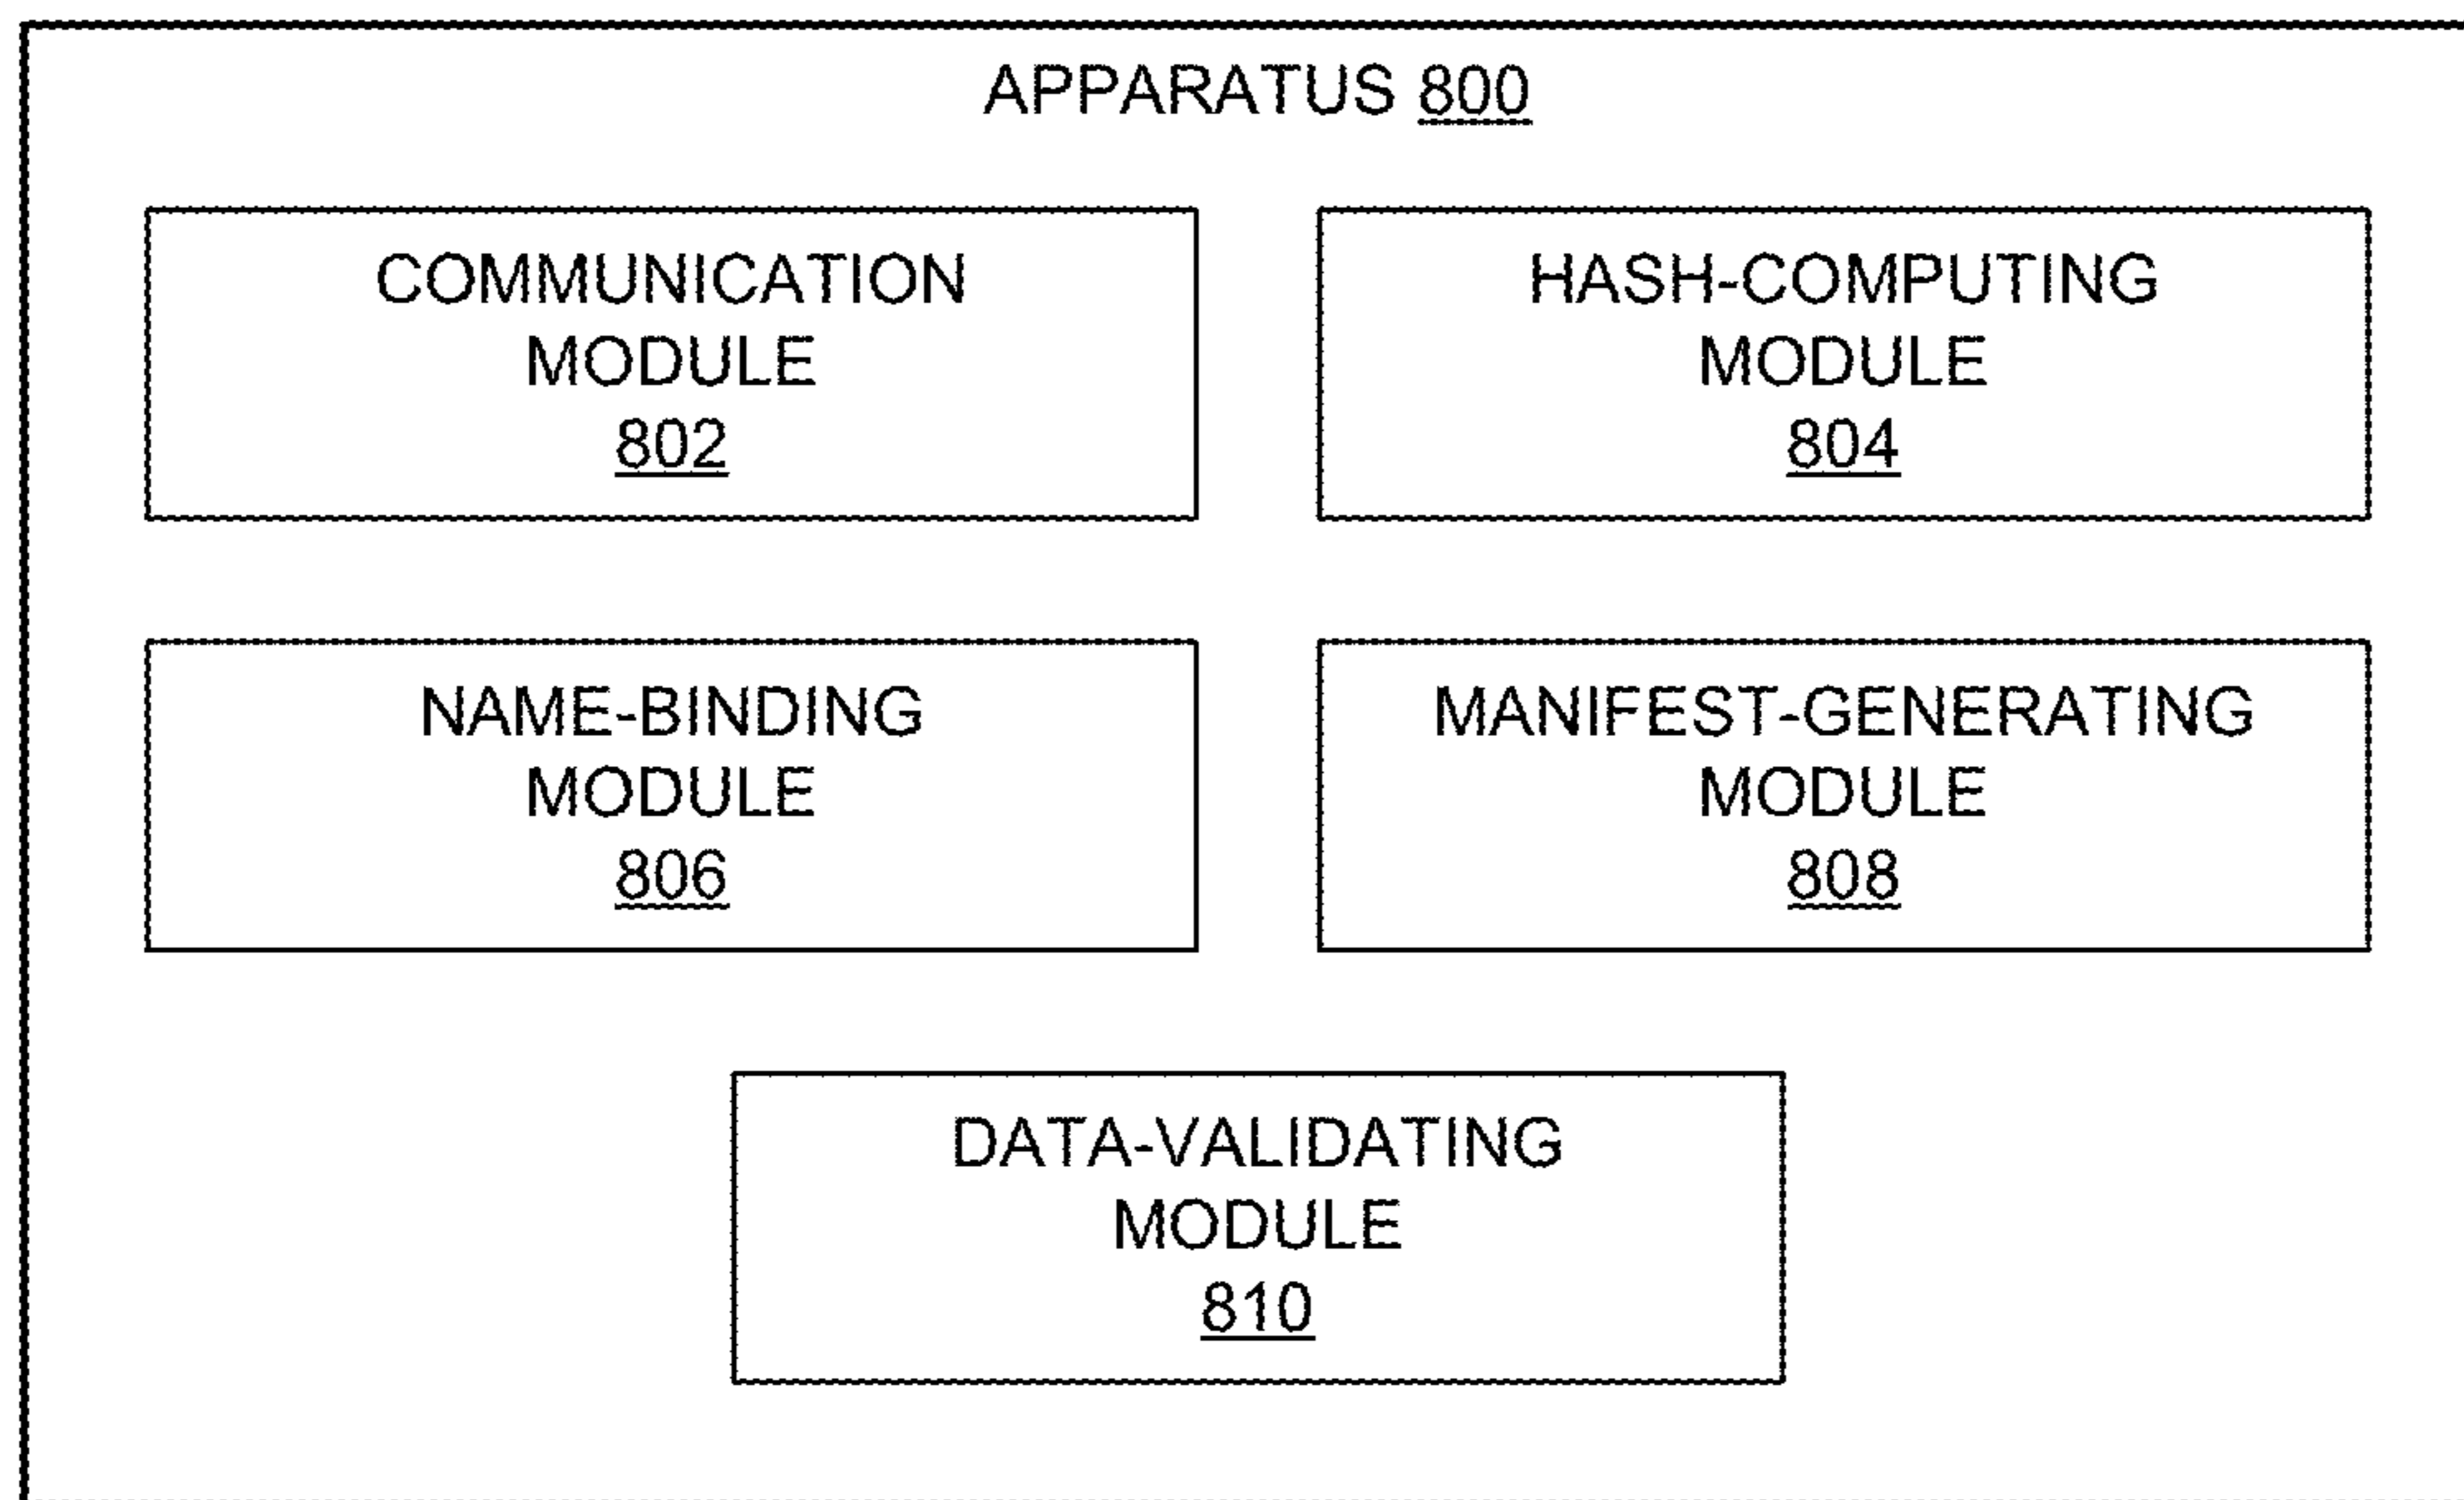 APPARATUS 800
COMMUNICATION
MODULE
802
HASH-COMPUTING
MODULE
804
NAME-BINDING
MODULE
806
MANIFEST-GENERATING
MODULE
808
DATA-VALIDATING
MODULE
810